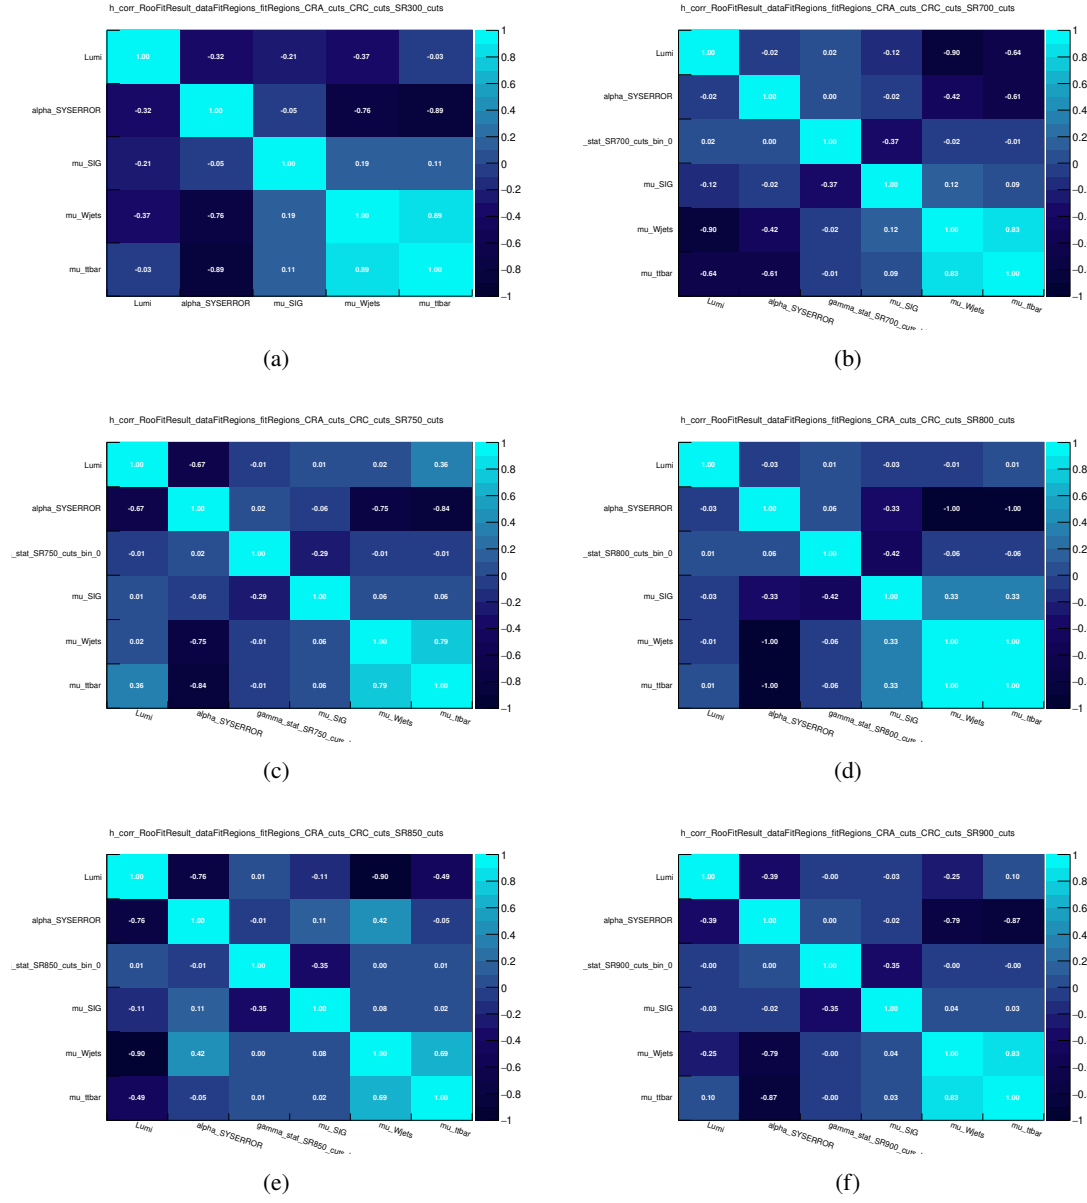 h_corr_RooFitResult_dataFitRegions_fitRegions_CRA_cuts_CRC_cuts_SR300_cuts
Lumi 1.00 -0.32 -0.21 -0.37 -0.03
alpha_SYSERROR -0.32 1.00 -0.05 -0.76 -0.89
mu_SIG -0.21 -0.05 1.00 0.19 0.11
mu_Wjets -0.37 -0.76 0.19 1.00 0.89
mu_ttbar -0.03 -0.89 0.11 0.89 1.00
Lumi alpha_SYSERROR mu_SIG mu_Wjets mu_ttbar
1
0.8
0.6
0.4
0.2
0
−0.2
−0.4
−0.6
−0.8
−1
(a)
h_corr_RooFitResult_dataFitRegions_fitRegions_CRA_cuts_CRC_cuts_SR700_cuts
Lumi 1.00 -0.02 0.02 -0.12 -0.90 -0.64
alpha_SYSERROR -0.02 1.00 0.00 -0.02 -0.42 -0.61
_stat_SR700_cuts_bin_0 0.02 0.00 1.00 -0.37 -0.02 -0.01
mu_SIG -0.12 -0.02 -0.37 1.00 0.12 0.09
mu_Wjets -0.90 -0.42 -0.02 0.12 1.00 0.83
mu_ttbar -0.64 -0.61 -0.01 0.09 0.83 1.00
Lumi alpha_SYSERROR gamma_stat_SR700_cuts mu_SIG mu_Wjets mu_ttbar
1
0.
0.
0.
0.
0
−0.
−0.
−0.
−0.
−1
(b)
h_corr_RooFitResult_dataFitRegions_fitRegions_CRA_cuts_CRC_cuts_SR750_cuts
Lumi 1.00 -0.67 -0.01 0.01 0.02 0.36
alpha_SYSERROR -0.67 1.00 0.02 -0.06 -0.75 -0.84
_stat_SR750_cuts_bin_0 -0.01 0.02 1.00 -0.29 -0.01 -0.01
mu_SIG 0.01 -0.06 -0.29 1.00 0.06 0.06
mu_Wjets 0.02 -0.75 -0.01 0.06 1.00 0.79
mu_ttbar 0.36 -0.84 -0.01 0.06 0.79 1.00
Lumi alpha_SYSERROR gamma_stat_SR750_cuts mu_SIG mu_Wjets mu_ttbar
1
0.8
0.6
0.4
0.2
0
−0.2
−0.4
−0.6
−0.8
−1
(c)
h_corr_RooFitResult_dataFitRegions_fitRegions_CRA_cuts_CRC_cuts_SR800_cuts
Lumi 1.00 -0.03 0.01 -0.03 -0.01 0.01
alpha_SYSERROR -0.03 1.00 0.06 -0.33 -1.00 -1.00
_stat_SR800_cuts_bin_0 0.01 0.06 1.00 -0.42 -0.06 -0.06
mu_SIG -0.03 -0.33 -0.42 1.00 0.33 0.33
mu_Wjets -0.01 -1.00 -0.06 0.33 1.00 1.00
mu_ttbar 0.01 -1.00 -0.06 0.33 1.00 1.00
Lumi alpha_SYSERROR gamma_stat_SR800_cuts mu_SIG mu_Wjets mu_ttbar
1
0.
0.
0.
0.
0
−0.
−0.
−0.
−0.
−1
(d)
h_corr_RooFitResult_dataFitRegions_fitRegions_CRA_cuts_CRC_cuts_SR850_cuts
Lumi 1.00 -0.76 0.01 -0.11 -0.90 -0.49
alpha_SYSERROR -0.76 1.00 -0.01 0.11 0.42 -0.05
_stat_SR850_cuts_bin_0 0.01 -0.01 1.00 -0.35 0.00 0.01
mu_SIG -0.11 0.11 -0.35 1.00 0.08 0.02
mu_Wjets -0.90 0.42 0.00 0.08 1.00 0.69
mu_ttbar -0.49 -0.05 0.01 0.02 0.69 1.00
Lumi alpha_SYSERROR gamma_stat_SR850_cuts mu_SIG mu_Wjets mu_ttbar
1
0.8
0.6
0.4
0.2
0
−0.2
−0.4
−0.6
−0.8
−1
(e)
h_corr_RooFitResult_dataFitRegions_fitRegions_CRA_cuts_CRC_cuts_SR900_cuts
Lumi 1.00 -0.39 -0.00 -0.03 -0.25 0.10
alpha_SYSERROR -0.39 1.00 0.00 -0.02 -0.79 -0.87
_stat_SR900_cuts_bin_0 -0.00 0.00 1.00 -0.35 -0.00 -0.00
mu_SIG -0.03 -0.02 -0.35 1.00 0.04 0.03
mu_Wjets -0.25 -0.79 -0.00 0.04 1.00 0.83
mu_ttbar 0.10 -0.87 -0.00 0.03 0.83 1.00
Lumi alpha_SYSERROR gamma_stat_SR900_cuts mu_SIG mu_Wjets mu_ttbar
1
0.
0.
0.
0.
0
−0.
−0.
−0.
−0.
−1
(f)